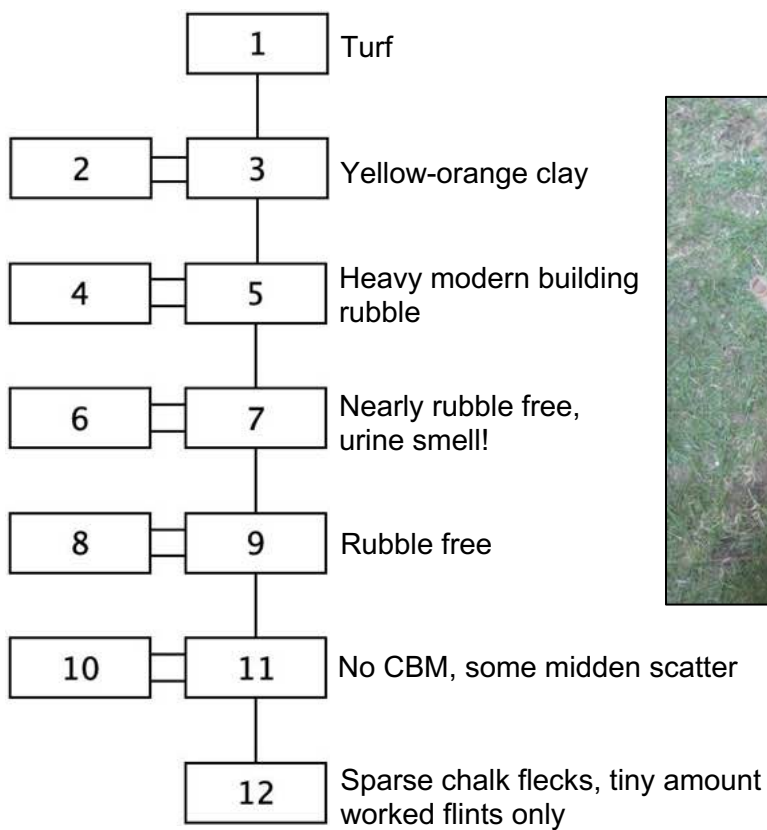 1 Turf
2 3 Yellow-orange clay
4 5 Heavy modern building
rubble
6 7 Nearly rubble free,
urine smell!
8 9 Rubble free
10 11 No CBM, some midden scatter
12 Sparse chalk flecks, tiny amount
worked flints only